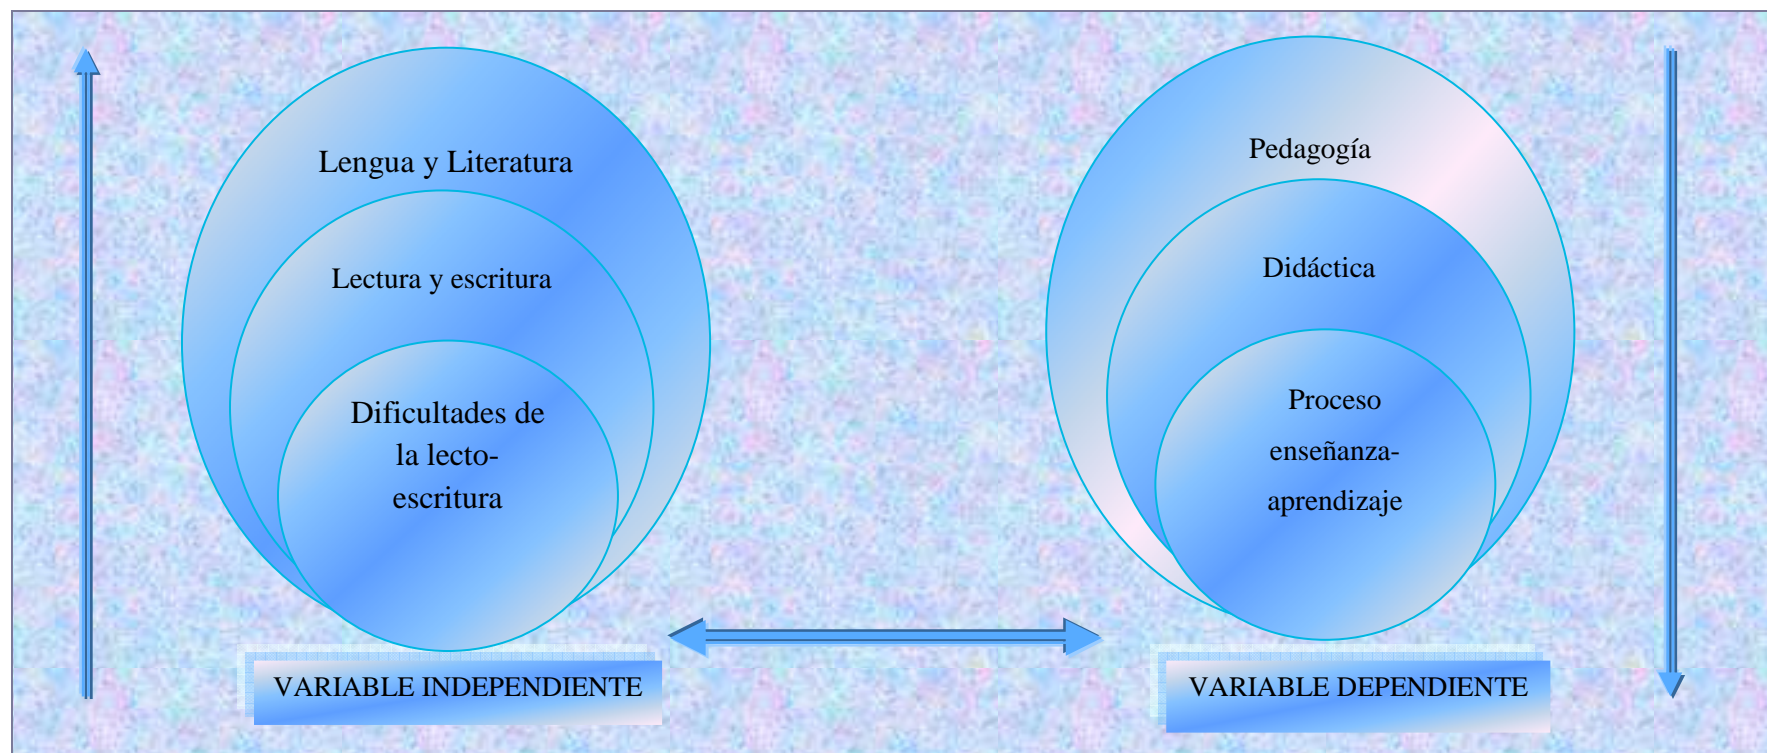 Lengua y Literatura
Lectura y escritura
Dificultades de
la lecto-
escritura
VARIABLE INDEPENDIENTE
Pedagogía
Didáctica
Proceso
enseñanza-
aprendizaje
VARIABLE DEPENDIENTE